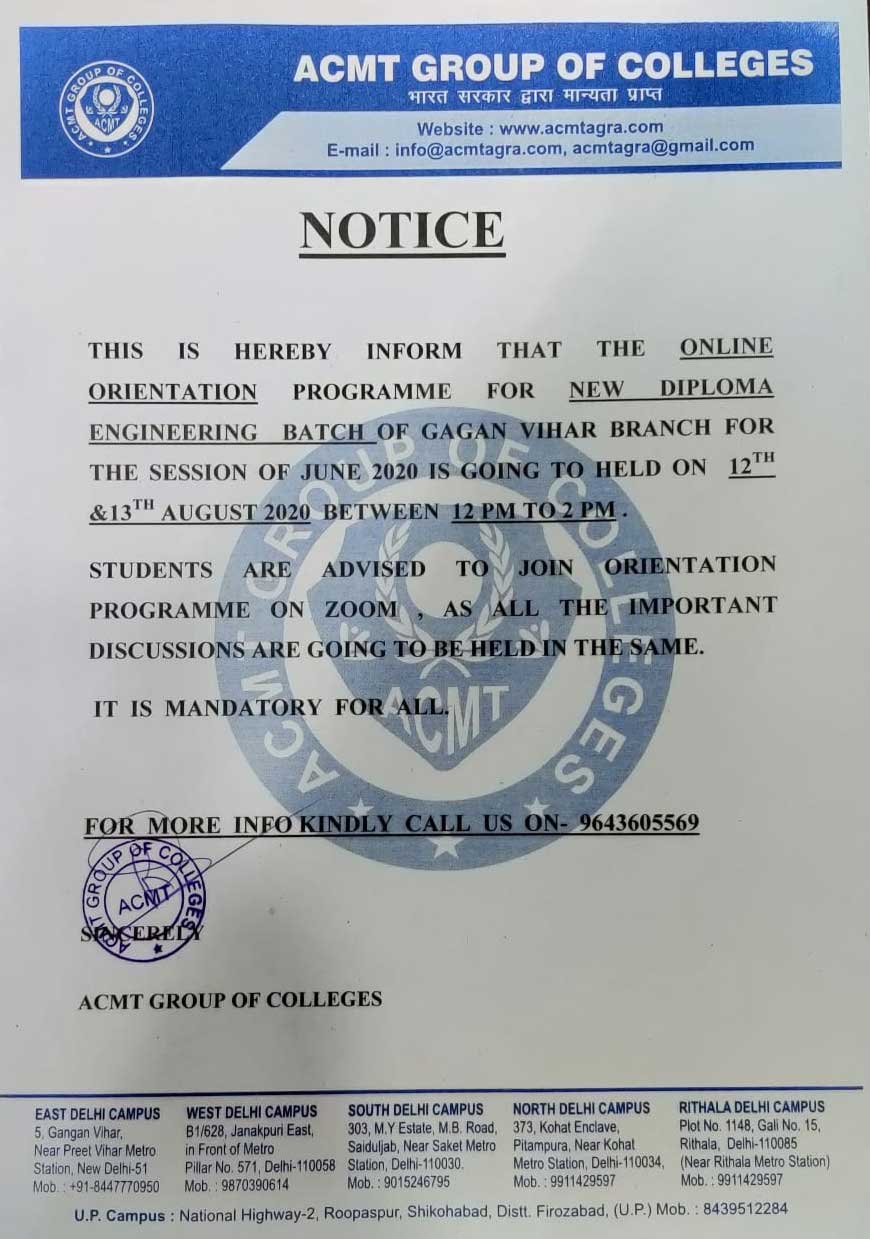 ACMT GROUP OF COLLEGES
ACMT
ACMT GROUP OF COLLEGES
भारत सरकार द्वारा मान्यता प्राप्त
Website : www.acmtagra.com
E-mail : info@acmtagra.com, acmtagra@gmail.com
NOTICE
THIS IS HEREBY INFORM THAT THE ONLINE
ORIENTATION PROGRAMME FOR NEW DIPLOMA
ENGINEERING BATCH OF GAGAN VIHAR BRANCH FOR
THE SESSION OF JUNE 2020 IS GOING TO HELD ON 12TH
&13TH AUGUST 2020 BETWEEN 12 PM TO 2 PM .
STUDENTS ARE ADVISED TO JOIN ORIENTATION
PROGRAMME ON ZOOM , AS ALL THE IMPORTANT
DISCUSSIONS ARE GOING TO BE HELD IN THE SAME.
IT IS MANDATORY FOR ALL.
ACMT GROUP OF COLLEGES
ACMT
FOR MORE INFO KINDLY CALL US ON- 9643605569
ACMT GROUP OF COLLEGES
ACMT
SINCERELY
ACMT GROUP OF COLLEGES
EAST DELHI CAMPUS
5, Gangan Vihar,
Near Preet Vihar Metro
Station, New Delhi-51
Mob. : +91-8447770950
WEST DELHI CAMPUS
B1/628, Janakpuri East,
in Front of Metro
Pillar No. 571, Delhi-110058
Mob. : 9870390614
SOUTH DELHI CAMPUS
303, M.Y Estate, M.B. Road,
Saiduljab, Near Saket Metro
Station, Delhi-110030.
Mob. : 9015246795
NORTH DELHI CAMPUS
373, Kohat Enclave,
Pitampura, Near Kohat
Metro Station, Delhi-110034,
Mob. : 9911429597
RITHALA DELHI CAMPUS
Plot No. 1148, Gali No. 15,
Rithala, Delhi-110085
(Near Rithala Metro Station)
Mob. : 9911429597
U.P. Campus : National Highway-2, Roopaspur, Shikohabad, Distt. Firozabad, (U.P.) Mob. : 8439512284